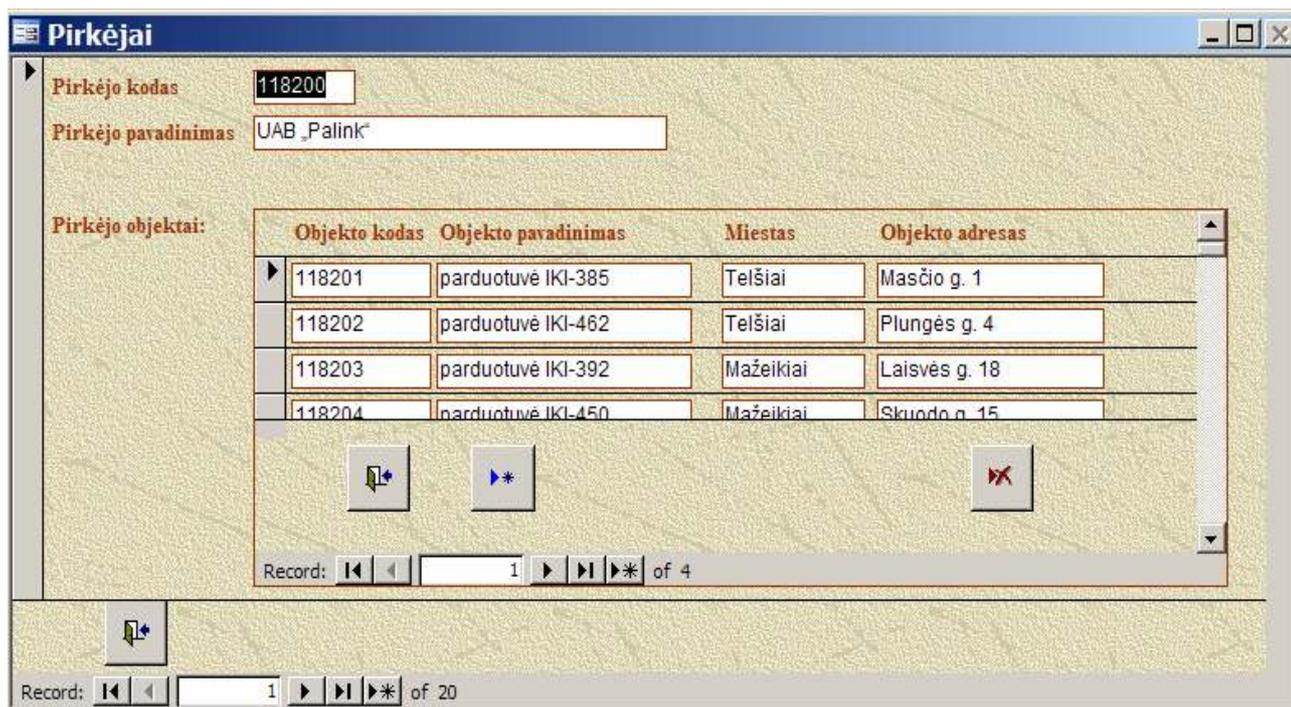 Pirkėjai
Pirkėjo kodas 118200
Pirkėjo pavadinimas UAB „Palink“
Pirkėjo objektai:
Objekto kodas Objekto pavadinimas Miestas Objekto adresas
118201 parduotuvė IKI-385 Telšiai Masčio g. 1
118202 parduotuvė IKI-462 Telšiai Plungės g. 4
118203 parduotuvė IKI-392 Mažeikiai Laisvės g. 18
118204 parduotuvė IKI-450 Mažeikiai Skuodo g. 15
Record: 1 of 4
Record: 1 of 20